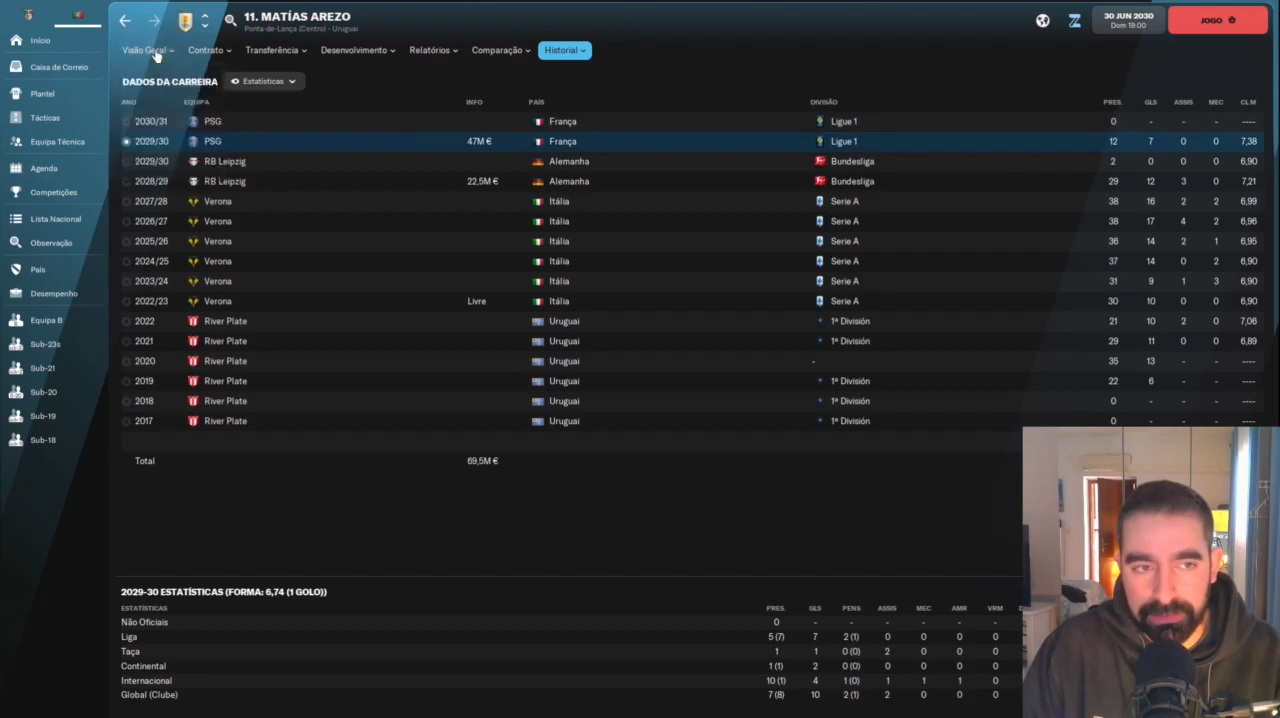 11. MATÍAS AREZO
Ponta-de-Lança (Centro) - Uruguai
30 JUN 2030
Dom 19:00
JOGO
Início
Caixa de Correio
Plantel
Tácticas
Equipa Técnica
Agenda
Competições
Lista Nacional
Observação
País
Desempenho
Equipa B
Sub-23s
Sub-21
Sub-20
Sub-19
Sub-18
Visão Geral Contrato Transferência Desenvolvimento Relatórios Comparação Historial
DADOS DA CARREIRA Estatísticas
ANO EQUIPA INFO PAÍS DIVISÃO PRES. GLS ASSIS MEC CLM
2030/31 PSG França Ligue 1 0 - - - ----
2029/30 PSG 47M € França Ligue 1 12 7 0 0 7,38
2029/30 RB Leipzig Alemanha Bundesliga 2 0 0 0 6,90
2028/29 RB Leipzig 22,5M € Alemanha Bundesliga 29 12 3 0 7,21
2027/28 Verona Itália Serie A 38 16 2 2 6,99
2026/27 Verona Itália Serie A 38 17 4 2 6,96
2025/26 Verona Itália Serie A 36 14 2 1 6,95
2024/25 Verona Itália Serie A 37 14 0 2 6,90
2023/24 Verona Itália Serie A 31 9 1 3 6,90
2022/23 Verona Livre Itália Serie A 30 10 0 0 6,90
2022 River Plate Uruguai 1ª División 21 10 2 0 7,06
2021 River Plate Uruguai 1ª División 29 11 0 0 6,89
2020 River Plate Uruguai - 35 13 - - ----
2019 River Plate Uruguai 1ª División 22 6 - - ----
2018 River Plate Uruguai 1ª División 0 - - - ----
2017 River Plate Uruguai 1ª División 0 - - - ----
Total 69,5M €
2029-30 ESTATÍSTICAS (FORMA: 6,74 (1 GOLO))
ESTATÍSTICAS PRES. GLS PENS ASSIS MEC AMR VRM
Não Oficiais 0 - - - - - -
Liga 5 (7) 7 2 (1) 0 0 0 0
Taça 1 1 0 (0) 2 0 0 0
Continental 1 (1) 2 0 (0) 0 0 0 0
Internacional 10 (1) 4 1 (0) 1 1 1 0
Global (Clube) 7 (8) 10 2 (1) 2 0 0 0